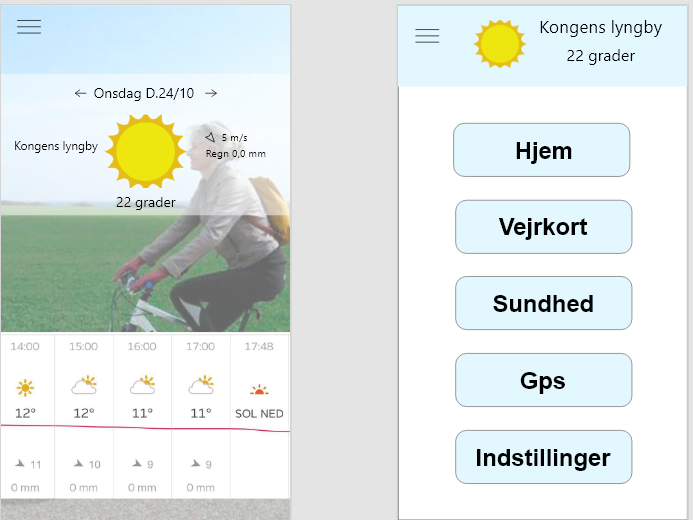 Onsdag D.24/10
Kongens lyngby
5 m/s
Regn 0,0 mm
22 grader
14:00 15:00 16:00 17:00 17:48
12° 12° 11° 11° SOL NED
11 10 9 9
0 mm 0 mm 0 mm 0 mm
Kongens lyngby
22 grader
Hjem
Vejrkort
Sundhed
Gps
Indstillinger